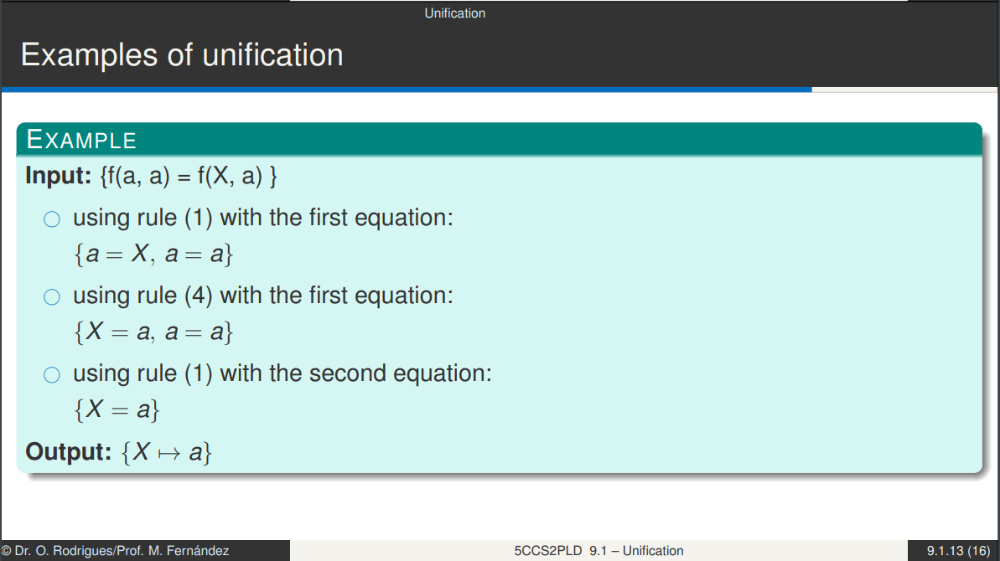 Unification
Examples of unification
EXAMPLE
Input: {f(a, a) = f(X, a) }
○ using rule (1) with the first equation:
{a = X, a = a}
○ using rule (4) with the first equation:
{X = a, a = a}
○ using rule (1) with the second equation:
{X = a}
Output: {X ↦ a}
© Dr. O. Rodrigues/Prof. M. Fernández
5CCS2PLD 9.1 – Unification
9.1.13 (16)